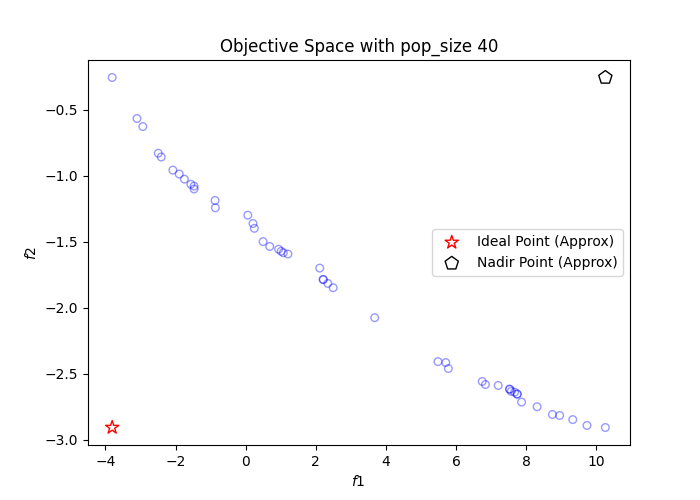 Objective Space with pop_size 40
f2
−0.5
−1.0
−1.5
−2.0
−2.5
−3.0
Ideal Point (Approx)
Nadir Point (Approx)
−4
−2
0
2
4
6
8
10
f1